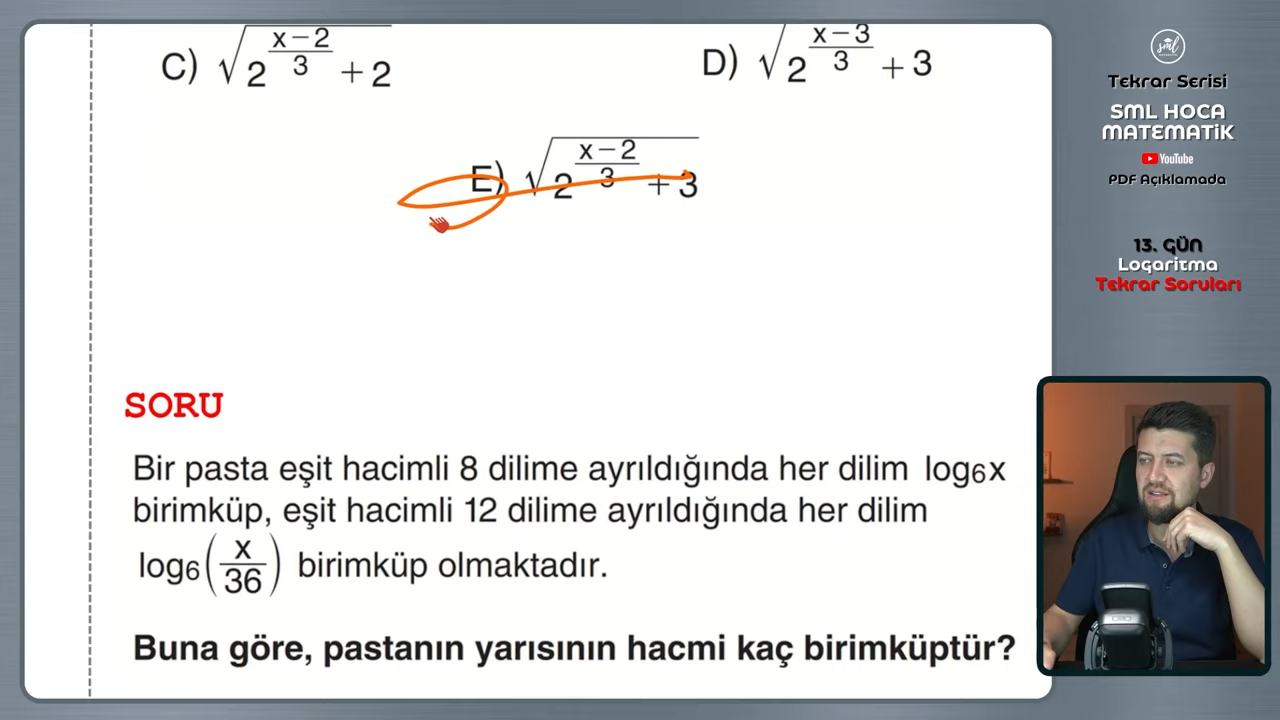 C) √2^((x−2)/3) + 2
D) √2^((x−3)/3) + 3
E) √2^((x−2)/3) + 3
SORU
Bir pasta eşit hacimli 8 dilime ayrıldığında her dilim log₆x
birimküp, eşit hacimli 12 dilime ayrıldığında her dilim
log₆(x/36) birimküp olmaktadır.
Buna göre, pastanın yarısının hacmi kaç birimküptür?
sml
Tekrar Serisi
SML HOCA
MATEMATİK
YouTube
PDF Açıklamada
13. GÜN
Logaritma
Tekrar Soruları